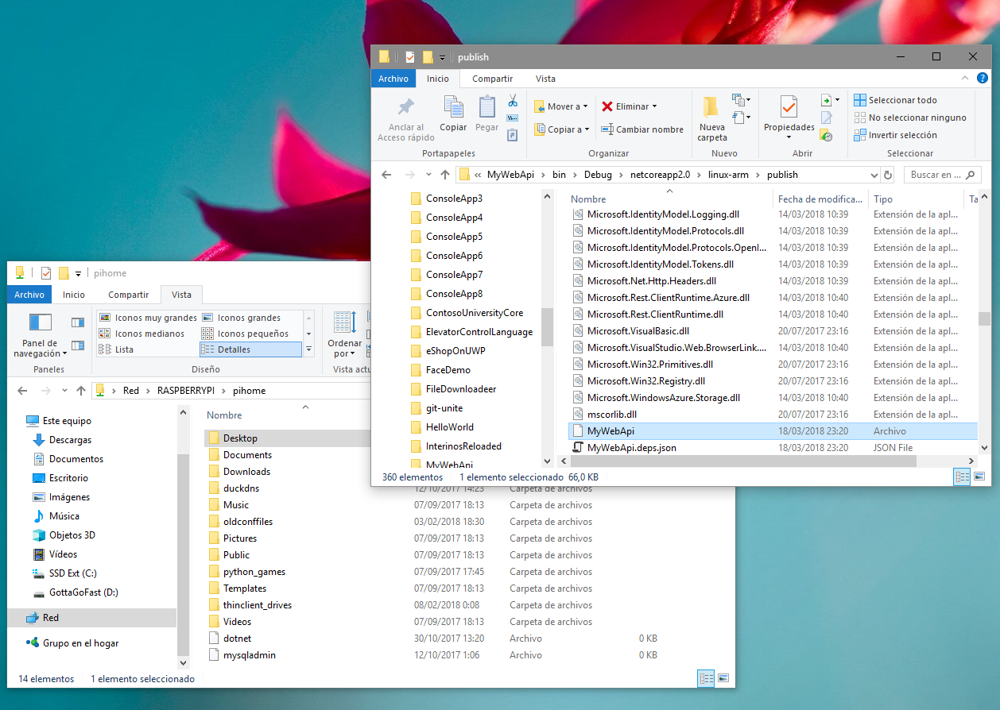 publish
Archivo Inicio Compartir Vista
Anclar al Acceso rápido
Copiar
Pegar
Portapapeles
Mover a
Copiar a
Eliminar
Cambiar nombre
Organizar
Nueva carpeta
Nuevo
Propiedades
Abrir
Seleccionar todo
No seleccionar ninguno
Invertir selección
Seleccionar
« MyWebApi > bin > Debug > netcoreapp2.0 > linux-arm > publish
Buscar en ...
ConsoleApp3
ConsoleApp4
ConsoleApp5
ConsoleApp6
ConsoleApp7
ConsoleApp8
ContosoUniversityCore
ElevatorControlLanguage
eShopOnUWP
FaceDemo
FileDownloadeer
git-unite
HelloWorld
InterinosReloaded
MyWebApi
Nombre Fecha de modifica... Tipo Ta
Microsoft.IdentityModel.Logging.dll 14/03/2018 10:39 Extensión de la apl...
Microsoft.IdentityModel.Protocols.dll 14/03/2018 10:39 Extensión de la apl...
Microsoft.IdentityModel.Protocols.OpenI... 14/03/2018 10:39 Extensión de la apl...
Microsoft.IdentityModel.Tokens.dll 14/03/2018 10:39 Extensión de la apl...
Microsoft.Net.Http.Headers.dll 14/03/2018 10:39 Extensión de la apl...
Microsoft.Rest.ClientRuntime.Azure.dll 14/03/2018 10:40 Extensión de la apl...
Microsoft.Rest.ClientRuntime.dll 14/03/2018 10:40 Extensión de la apl...
Microsoft.VisualBasic.dll 20/07/2017 23:16 Extensión de la apl...
Microsoft.VisualStudio.Web.BrowserLink.... 14/03/2018 10:40 Extensión de la apl...
Microsoft.Win32.Primitives.dll 20/07/2017 23:16 Extensión de la apl...
Microsoft.Win32.Registry.dll 20/07/2017 23:16 Extensión de la apl...
Microsoft.WindowsAzure.Storage.dll 14/03/2018 10:40 Extensión de la apl...
mscorlib.dll 20/07/2017 23:16 Extensión de la apl...
MyWebApi 18/03/2018 23:20 Archivo
MyWebApi.deps.json 18/03/2018 23:20 JSON File
360 elementos 1 elemento seleccionado 66,0 KB
pihome
Archivo Inicio Compartir Vista
Panel de navegación
Paneles
Iconos muy grandes Iconos grandes
Iconos medianos Iconos pequeños
Lista Detalles
Diseño
Ordenar por
Vista actu
Red > RASPBERRYPI > pihome
Este equipo
Descargas
Documentos
Escritorio
Imágenes
Música
Objetos 3D
Vídeos
SSD Ext (C:)
GottaGoFast (D:)
Red
Grupo en el hogar
Nombre
Desktop
Documents
Downloads
duckdns 12/10/2017 14:23 Carpeta de archivos
Music 07/09/2017 18:13 Carpeta de archivos
oldconffiles 03/02/2018 18:30 Carpeta de archivos
Pictures 07/09/2017 18:13 Carpeta de archivos
Public 07/09/2017 18:13 Carpeta de archivos
python_games 07/09/2017 17:45 Carpeta de archivos
Templates 07/09/2017 18:13 Carpeta de archivos
thinclient_drives 08/02/2018 0:08 Carpeta de archivos
Videos 07/09/2017 18:13 Carpeta de archivos
dotnet 30/10/2017 13:20 Archivo 0 KB
mysqladmin 12/10/2017 1:06 Archivo 0 KB
14 elementos 1 elemento seleccionado